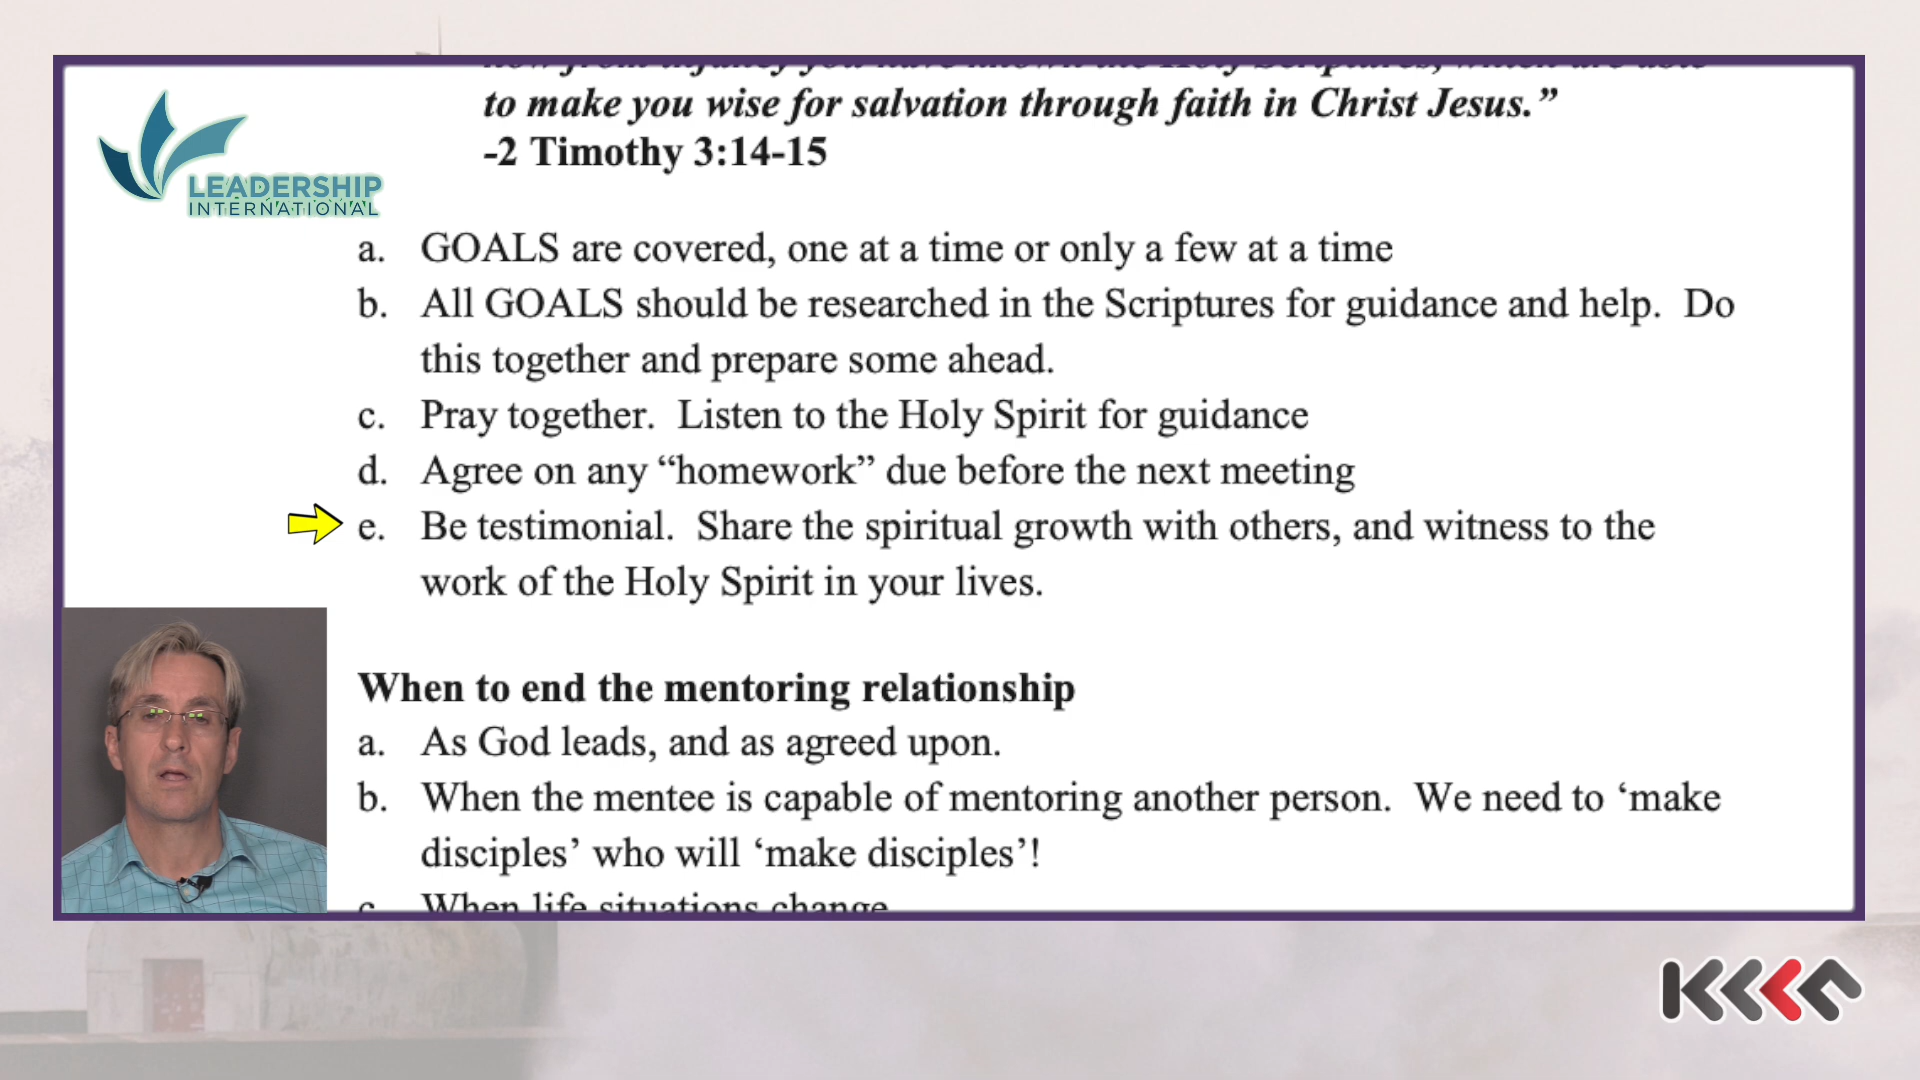 to make you wise for salvation through faith in Christ Jesus.”
-2 Timothy 3:14-15
LEADERSHIP
INTERNATIONAL
a. GOALS are covered, one at a time or only a few at a time
b. All GOALS should be researched in the Scriptures for guidance and help. Do
this together and prepare some ahead.
c. Pray together. Listen to the Holy Spirit for guidance
d. Agree on any “homework” due before the next meeting
e. Be testimonial. Share the spiritual growth with others, and witness to the
work of the Holy Spirit in your lives.
When to end the mentoring relationship
a. As God leads, and as agreed upon.
b. When the mentee is capable of mentoring another person. We need to ‘make
disciples’ who will ‘make disciples’!
c. When life situations change